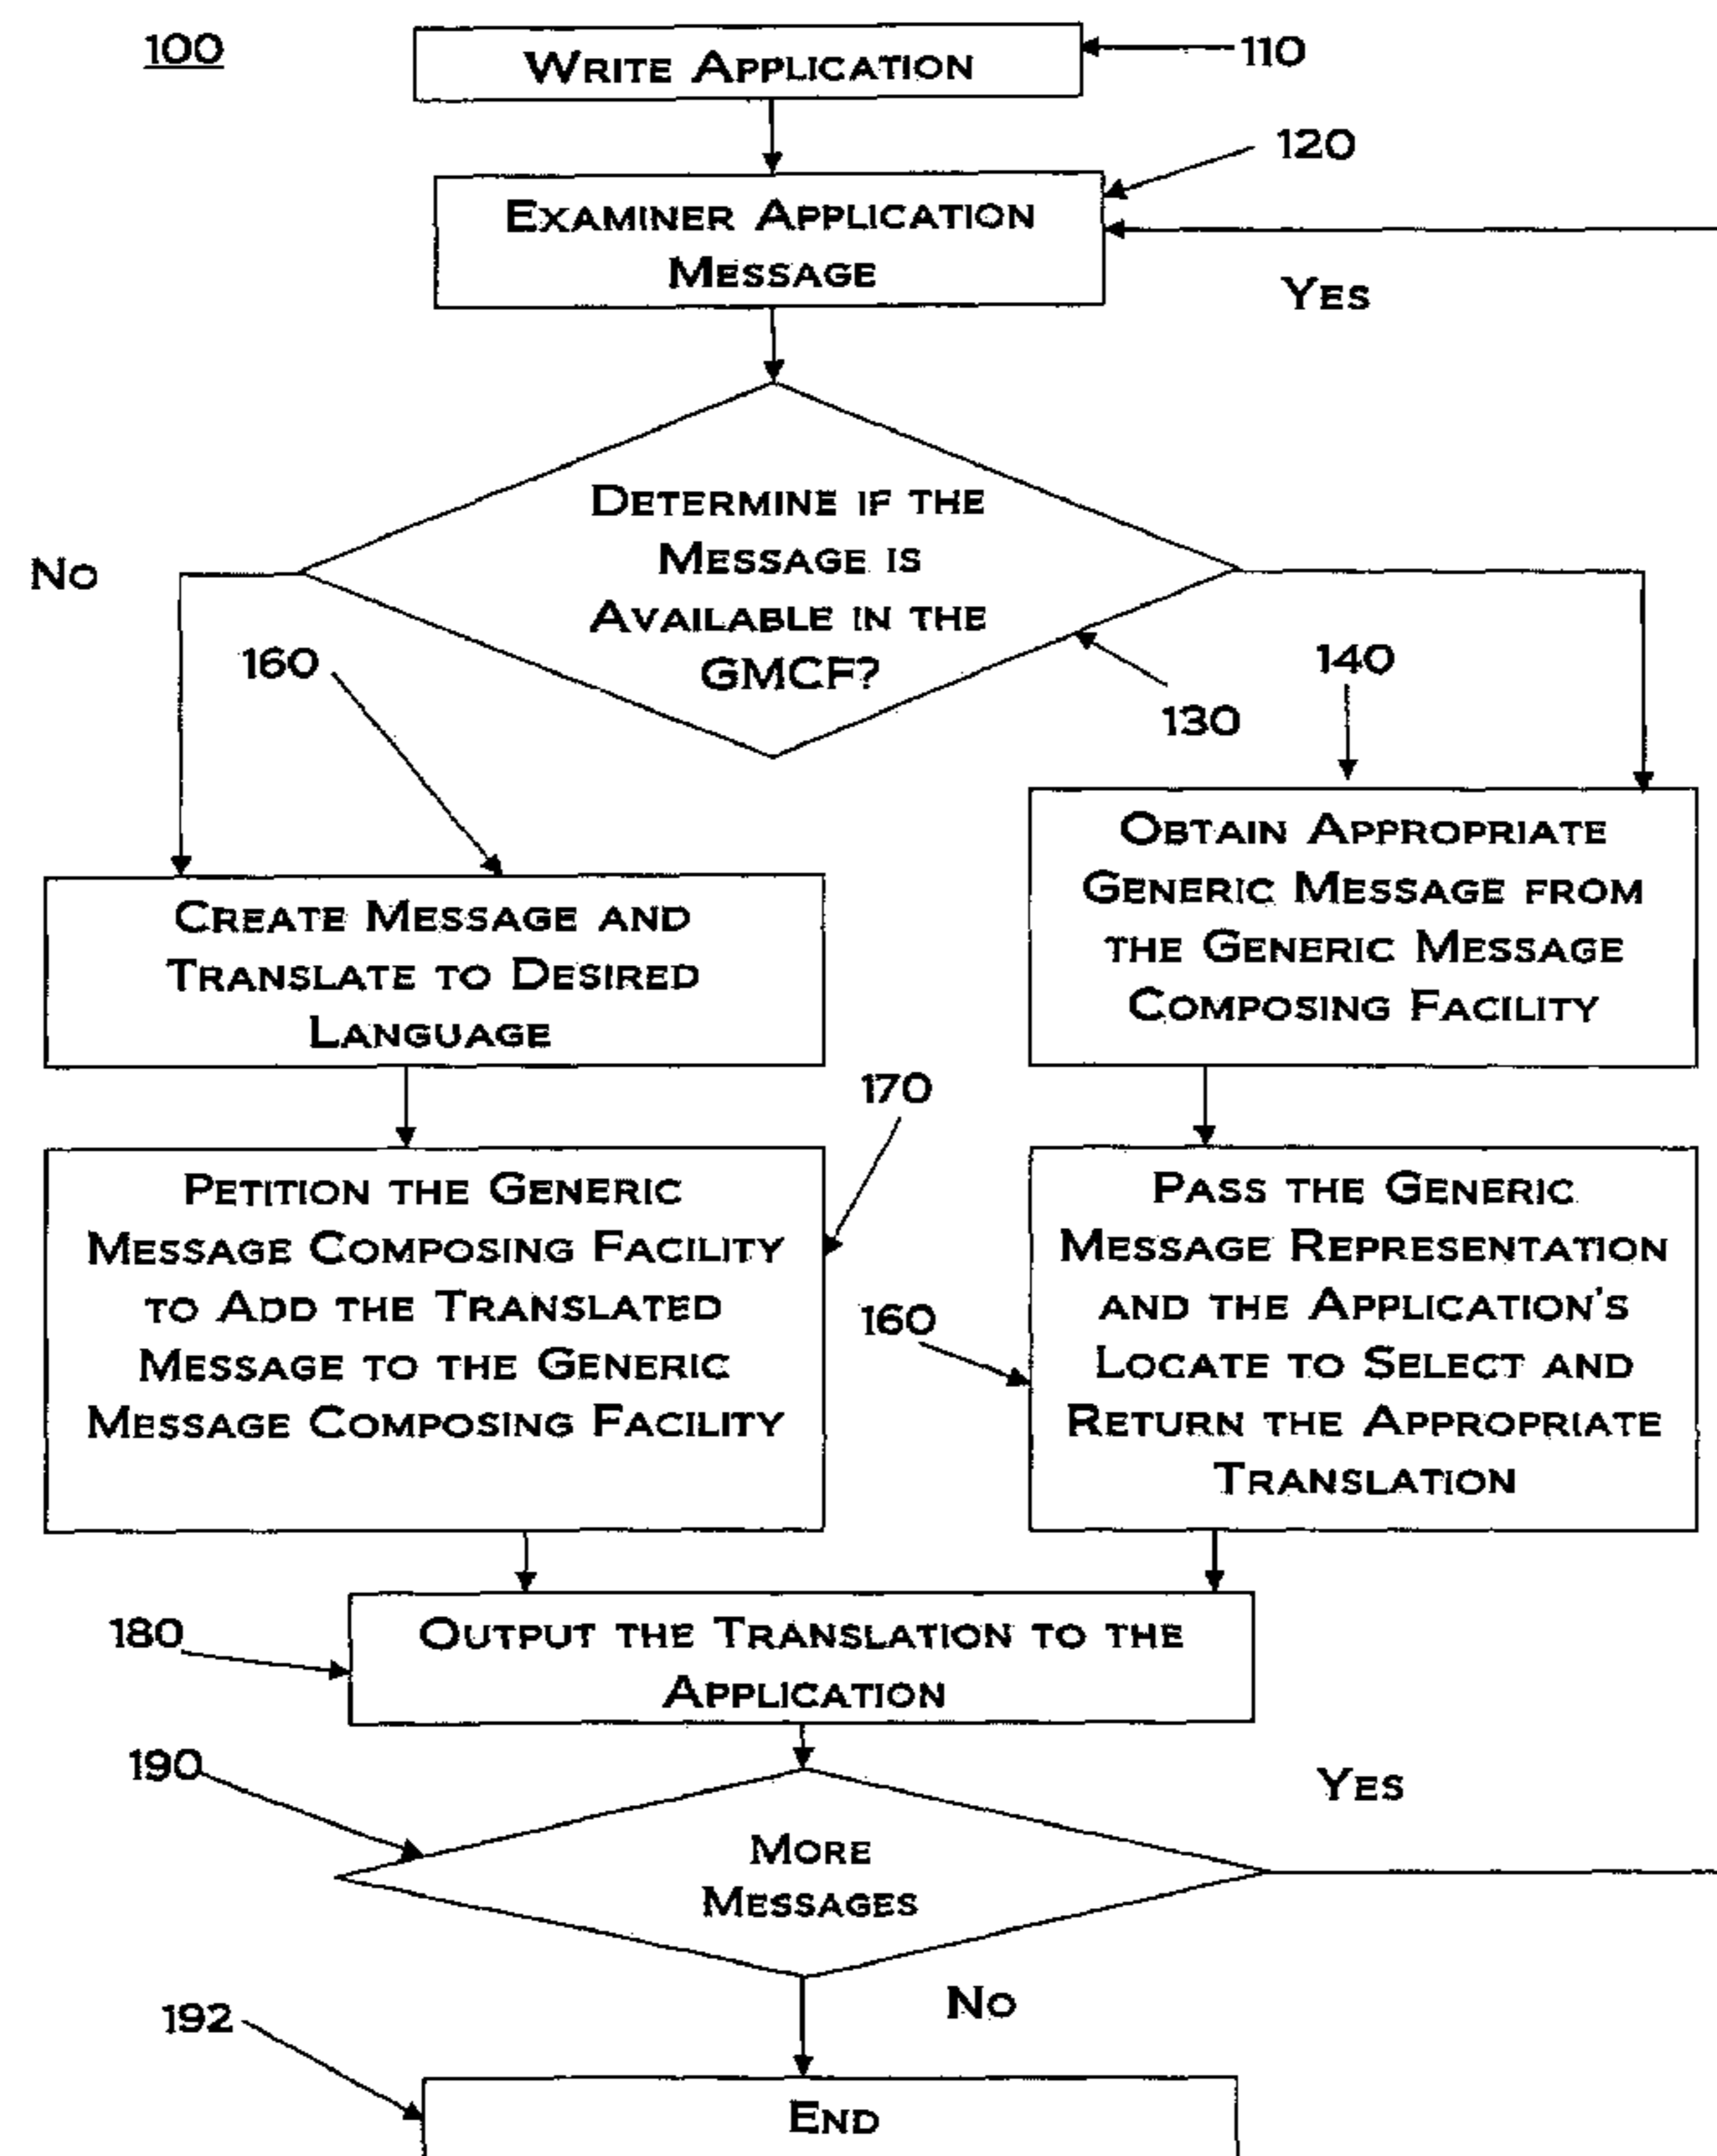 100
Write Application
110
120
Examiner Application
Message
Yes
Determine if the
Message is
Available in the
GMCF?
No
130
140
160
Obtain Appropriate
Generic Message from
the Generic Message
Composing Facility
Create Message and
Translate to Desired
Language
170
Petition the Generic
Message Composing Facility
to Add the Translated
Message to the Generic
Message Composing Facility
Pass the Generic
Message Representation
and the Application's
Locate to Select and
Return the Appropriate
Translation
160
180
Output the Translation to the
Application
190
More
Messages
Yes
No
192
End